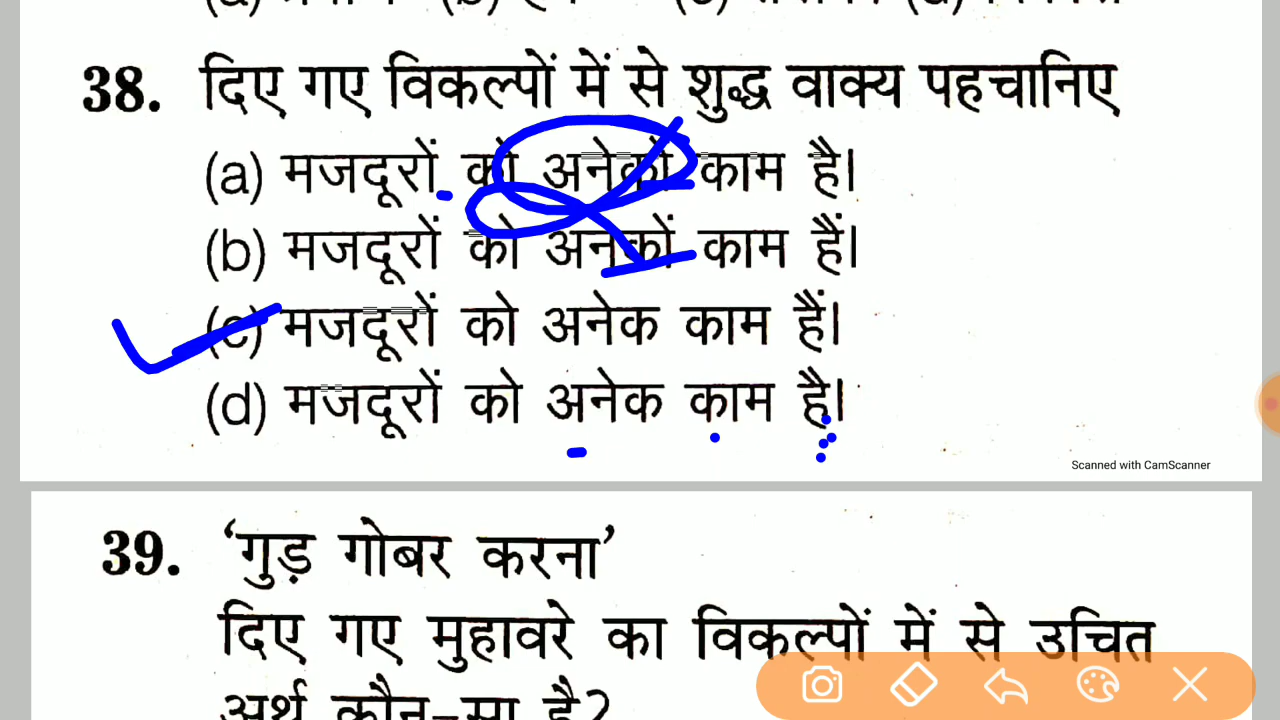 38. दिए गए विकल्पों में से शुद्ध वाक्य पहचानिए
(a) मजदूरों को अनेकों काम है।
(b) मजदूरों को अनेकों काम हैं।
(c) मजदूरों को अनेक काम हैं।
(d) मजदूरों को अनेक काम है।
Scanned with CamScanner
39. ‘गुड़ गोबर करना’
दिए गए मुहावरे का विकल्पों में से उचित
अर्थ कौन-सा है?